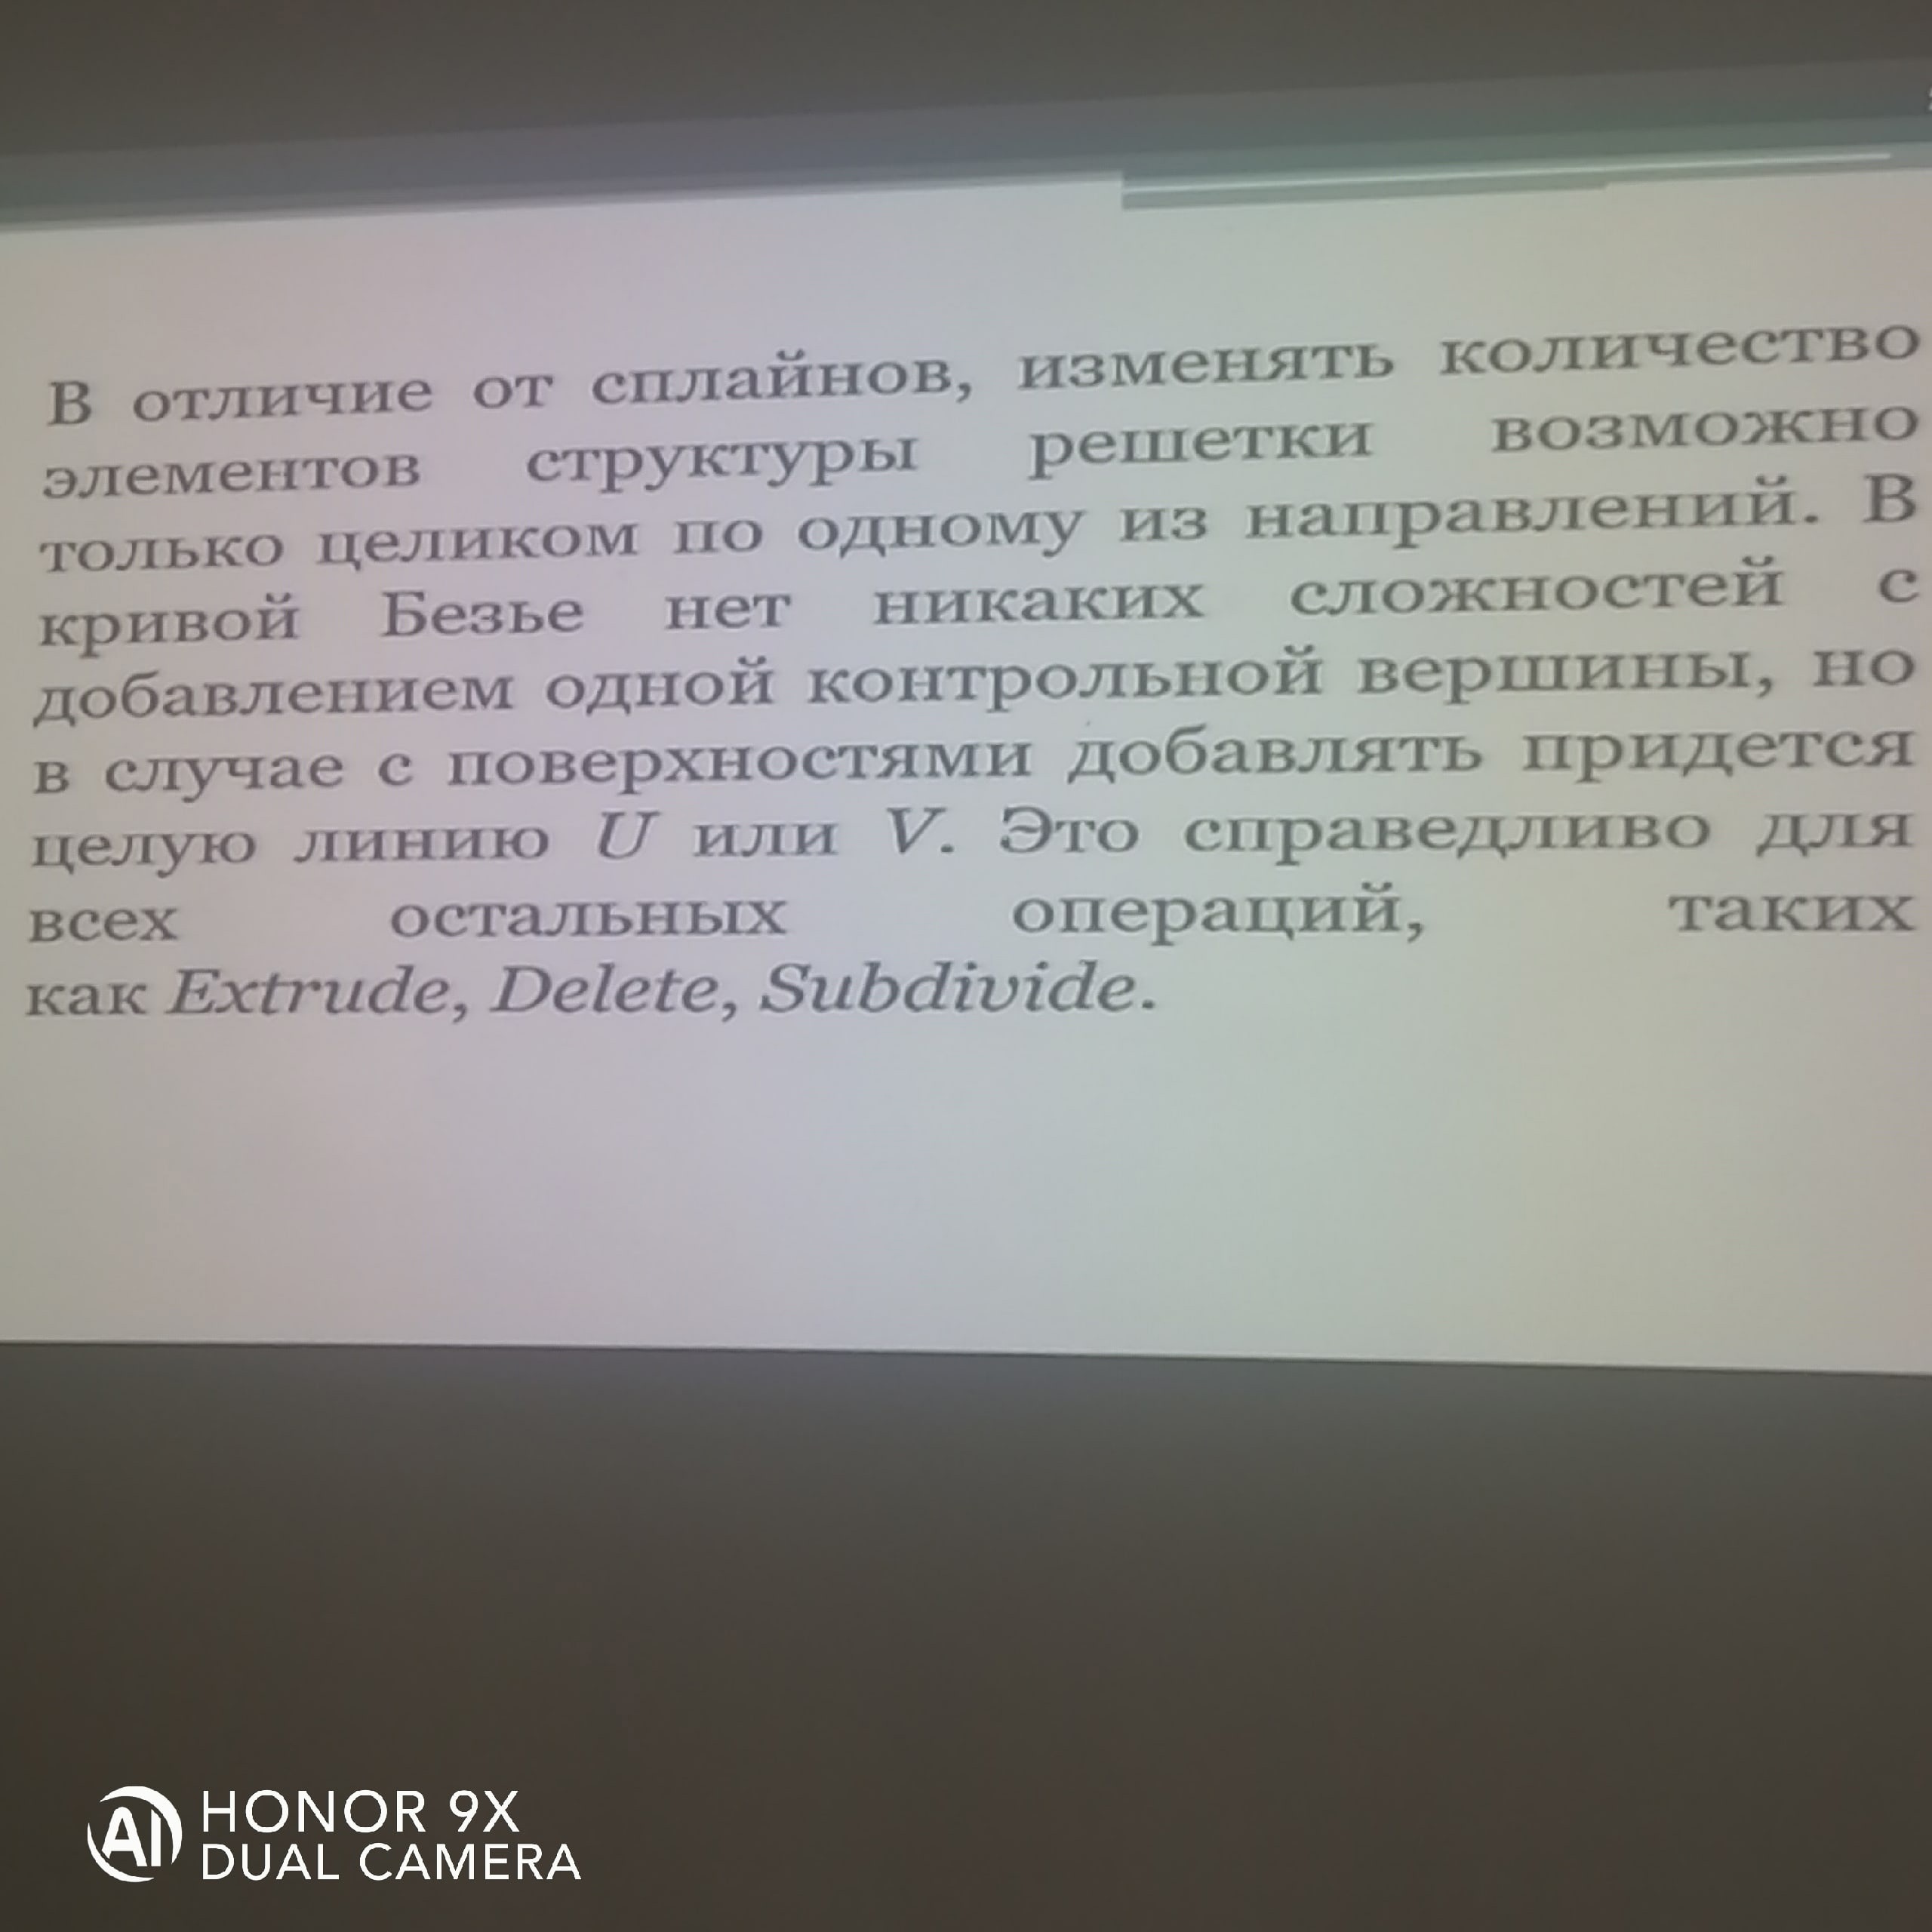 В отличие от сплайнов, изменять количество
элементов структуры решетки возможно
только целиком по одному из направлений. В
кривой Безье нет никаких сложностей с
добавлением одной контрольной вершины, но
в случае с поверхностями добавлять придется
целую линию U или V. Это справедливо для
всех остальных операций, таких
как Extrude, Delete, Subdivide.
AI HONOR 9X
DUAL CAMERA